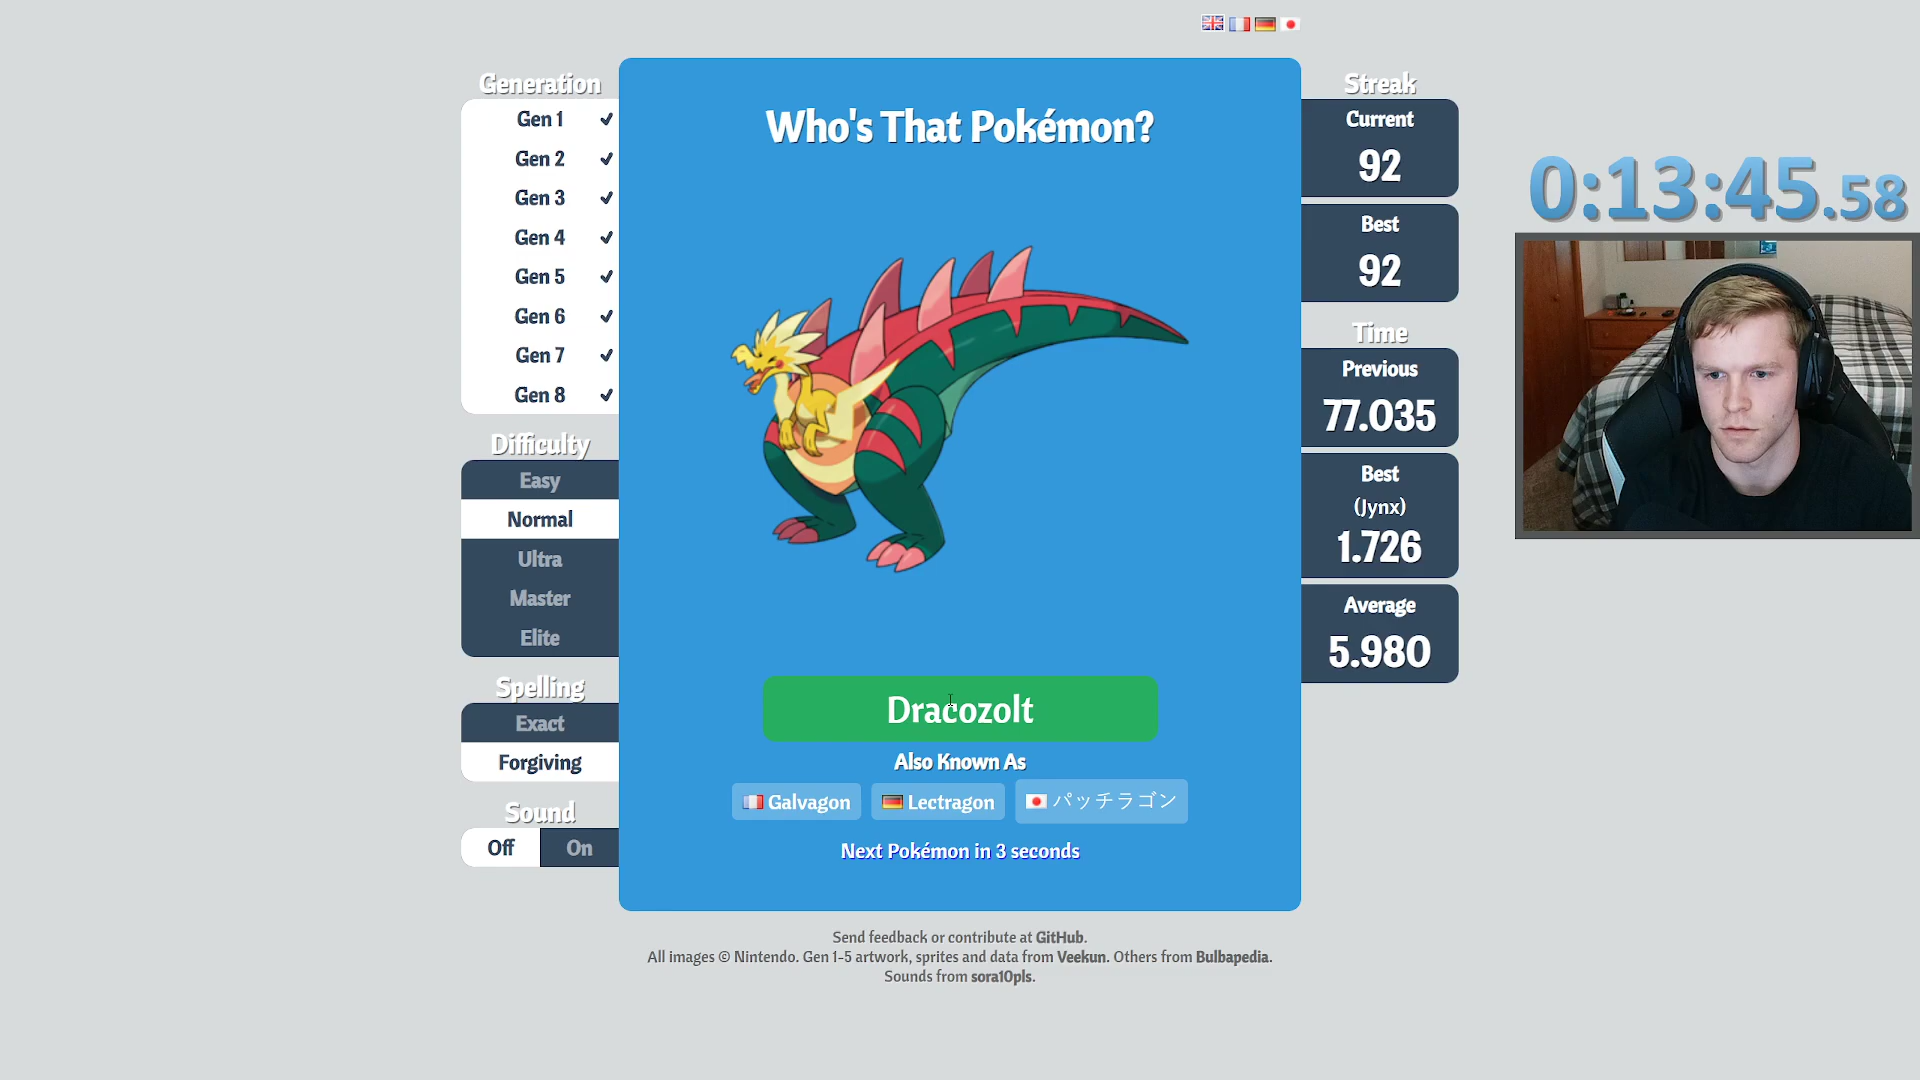 Generation
Gen 1
Gen 2
Gen 3
Gen 4
Gen 5
Gen 6
Gen 7
Gen 8
Difficulty
Easy
Normal
Ultra
Master
Elite
Spelling
Exact
Forgiving
Sound
Off On
Who's That Pokémon?
Dracozolt
Also Known As
Galvagon Lectragon パッチラゴン
Next Pokémon in 3 seconds
Send feedback or contribute at GitHub.
All images © Nintendo. Gen 1-5 artwork, sprites and data from Veekun. Others from Bulbapedia.
Sounds from sora10pls.
Streak
Current
92
Best
92
Time
Previous
77.035
Best
(Jynx)
1.726
Average
5.980
0:13:45.58